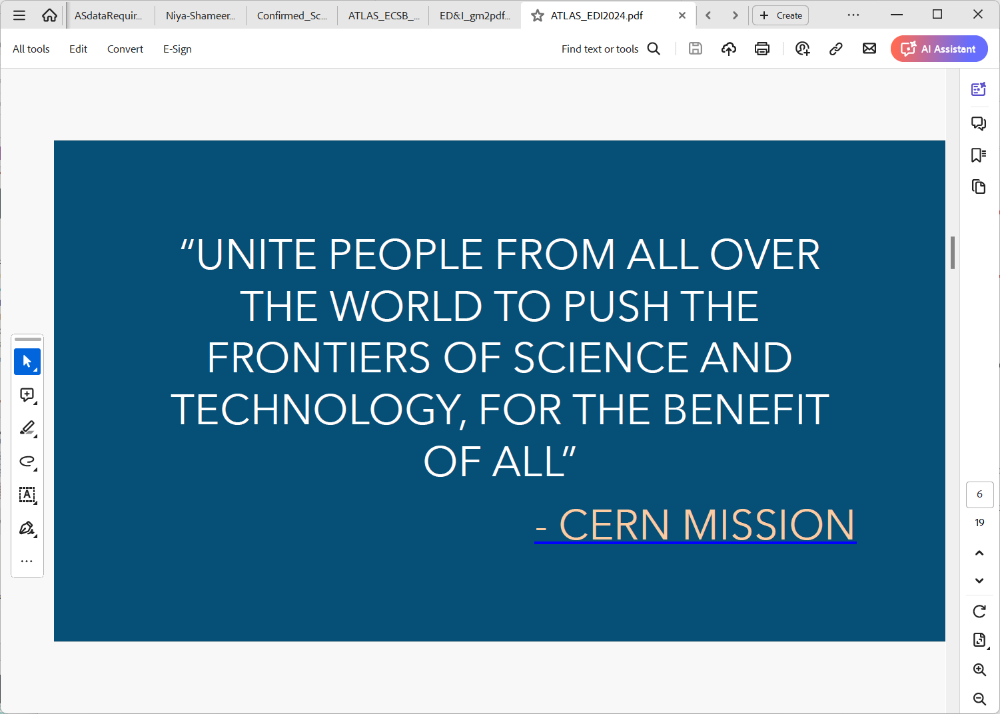 ASdataRequir...
Niya-Shameer...
Confirmed_Sc...
ATLAS_ECSB_...
ED&I_gm2pdf...
ATLAS_EDI2024.pdf
Create
All tools
Edit
Convert
E-Sign
Find text or tools
AI Assistant
“UNITE PEOPLE FROM ALL OVER
THE WORLD TO PUSH THE
FRONTIERS OF SCIENCE AND
TECHNOLOGY, FOR THE BENEFIT
OF ALL”
- CERN MISSION
6
19